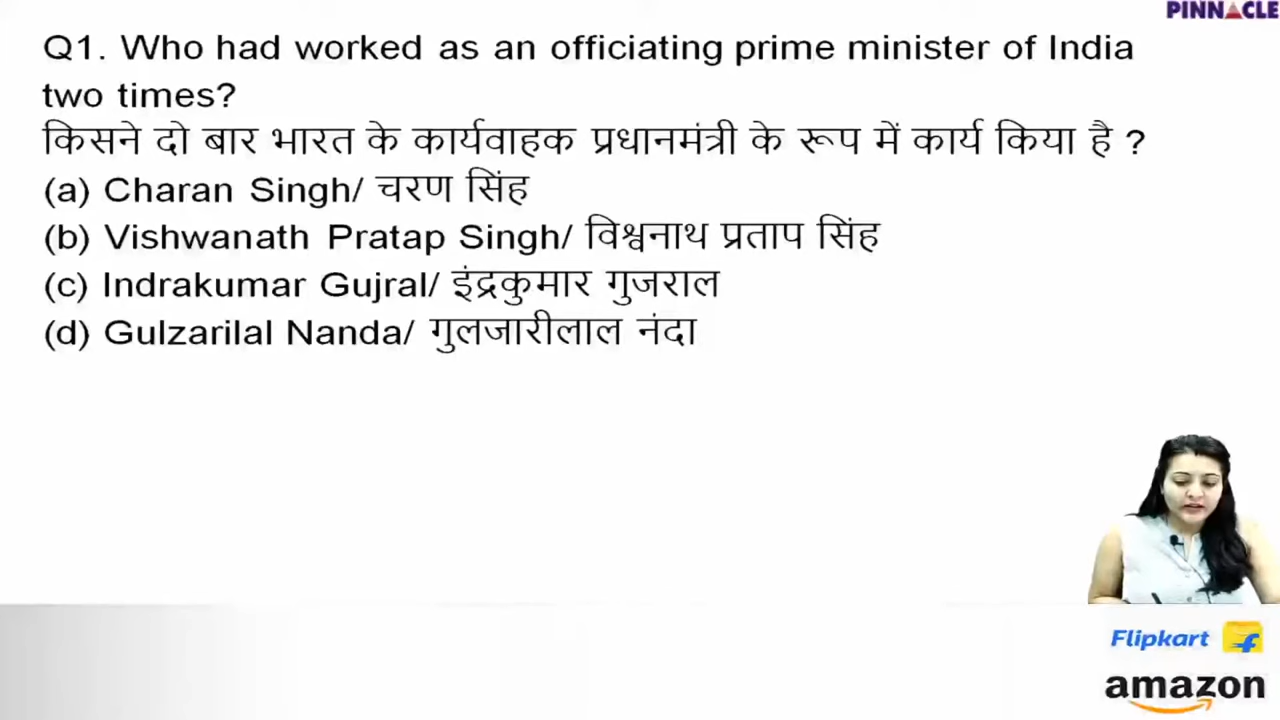 PINNACLE
Q1. Who had worked as an officiating prime minister of India
two times?
किसने दो बार भारत के कार्यवाहक प्रधानमंत्री के रूप में कार्य किया है ?
(a) Charan Singh/ चरण सिंह
(b) Vishwanath Pratap Singh/ विश्वनाथ प्रताप सिंह
(c) Indrakumar Gujral/ इंद्रकुमार गुजराल
(d) Gulzarilal Nanda/ गुलजारीलाल नंदा
Flipkart
amazon